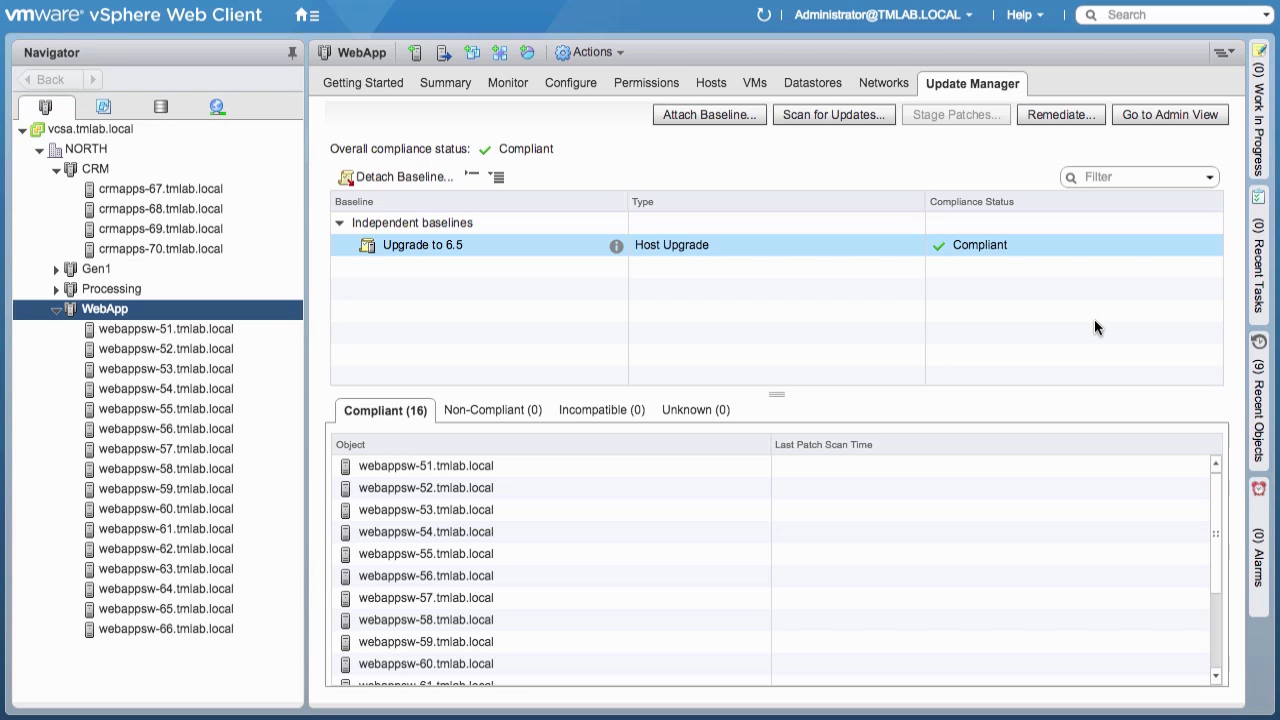 vmware® vSphere Web Client
Administrator@TMLAB.LOCAL
Help
Search
Navigator
Back
vcsa.tmlab.local
NORTH
CRM
crmapps-67.tmlab.local
crmapps-68.tmlab.local
crmapps-69.tmlab.local
crmapps-70.tmlab.local
Gen1
Processing
WebApp
webappsw-51.tmlab.local
webappsw-52.tmlab.local
webappsw-53.tmlab.local
webappsw-54.tmlab.local
webappsw-55.tmlab.local
webappsw-56.tmlab.local
webappsw-57.tmlab.local
webappsw-58.tmlab.local
webappsw-59.tmlab.local
webappsw-60.tmlab.local
webappsw-61.tmlab.local
webappsw-62.tmlab.local
webappsw-63.tmlab.local
webappsw-64.tmlab.local
webappsw-65.tmlab.local
webappsw-66.tmlab.local
WebApp Actions
Getting Started Summary Monitor Configure Permissions Hosts VMs Datastores Networks Update Manager
Attach Baseline... Scan for Updates... Stage Patches... Remediate... Go to Admin View
Overall compliance status: Compliant
Detach Baseline...
Filter
Baseline Type Compliance Status
Independent baselines
Upgrade to 6.5 Host Upgrade Compliant
Compliant (16) Non-Compliant (0) Incompatible (0) Unknown (0)
Object Last Patch Scan Time
webappsw-51.tmlab.local
webappsw-52.tmlab.local
webappsw-53.tmlab.local
webappsw-54.tmlab.local
webappsw-55.tmlab.local
webappsw-56.tmlab.local
webappsw-57.tmlab.local
webappsw-58.tmlab.local
webappsw-59.tmlab.local
webappsw-60.tmlab.local
webappsw-61.tmlab.local
(0) Work In Progress
(0) Recent Tasks
(9) Recent Objects
(0) Alarms